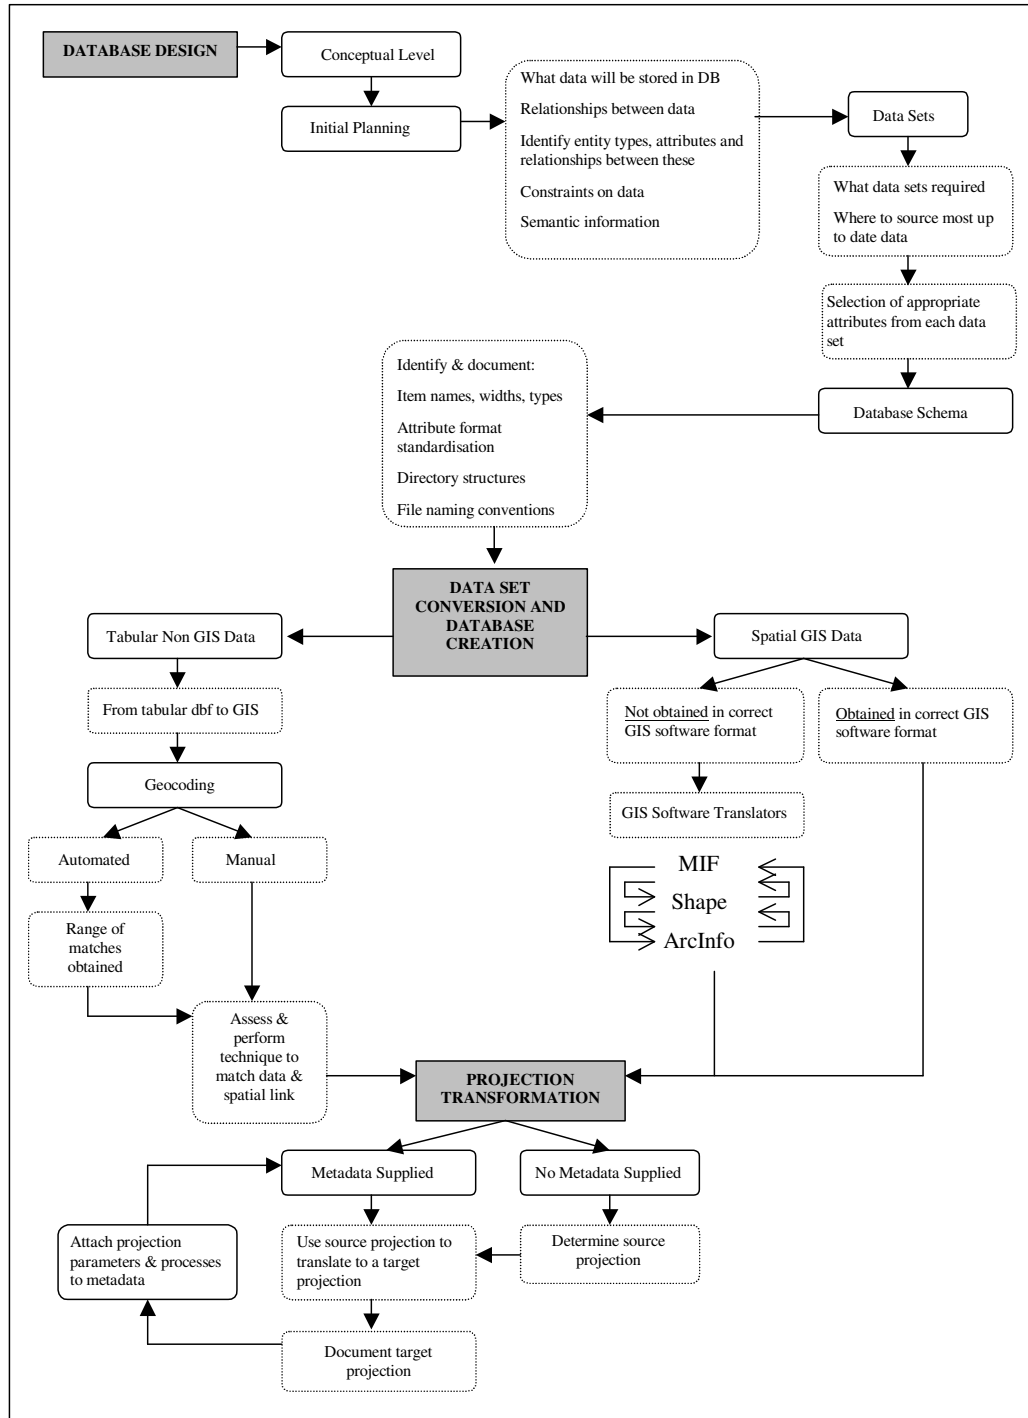 DATABASE DESIGN
Conceptual Level
Initial Planning
What data will be stored in DB
Relationships between data
Identify entity types, attributes and
relationships between these
Constraints on data
Semantic information
Data Sets
What data sets required
Where to source most up
to date data
Selection of appropriate
attributes from each data
set
Database Schema
Identify & document:
Item names, widths, types
Attribute format
standardisation
Directory structures
File naming conventions
DATA SET
CONVERSION AND
DATABASE
CREATION
Tabular Non GIS Data
From tabular dbf to GIS
Geocoding
Automated
Manual
Range of
matches
obtained
Assess &
perform
technique to
match data &
spatial link
Spatial GIS Data
Not obtained in correct
GIS software format
Obtained in correct GIS
software format
GIS Software Translators
MIF
Shape
ArcInfo
PROJECTION
TRANSFORMATION
Metadata Supplied
No Metadata Supplied
Attach projection
parameters & processes
to metadata
Use source projection to
translate to a target
projection
Determine source
projection
Document target
projection